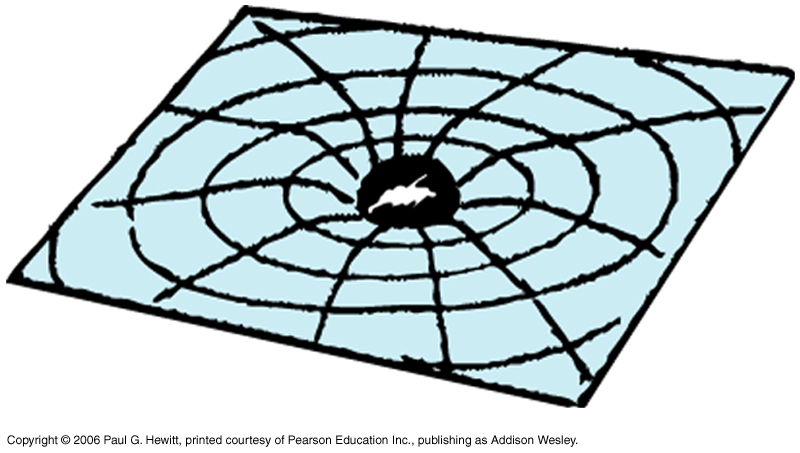 Copyright © 2006 Paul G. Hewitt, printed courtesy of Pearson Education Inc., publishing as Addison Wesley.